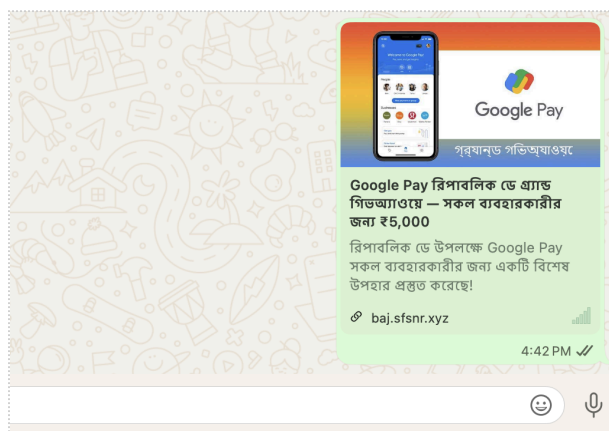 Google Pay
গ্র্যান্ড গিভঅ্যাওয়ে
Google Pay রিপাবলিক ডে গ্র্যান্ড
গিভঅ্যাওয়ে — সকল ব্যবহারকারীর
জন্য ₹5,000
রিপাবলিক ডে উপলক্ষে Google Pay
সকল ব্যবহারকারীর জন্য একটি বিশেষ
উপহার প্রস্তুত করেছে!
baj.sfsnr.xyz
4:42 PM